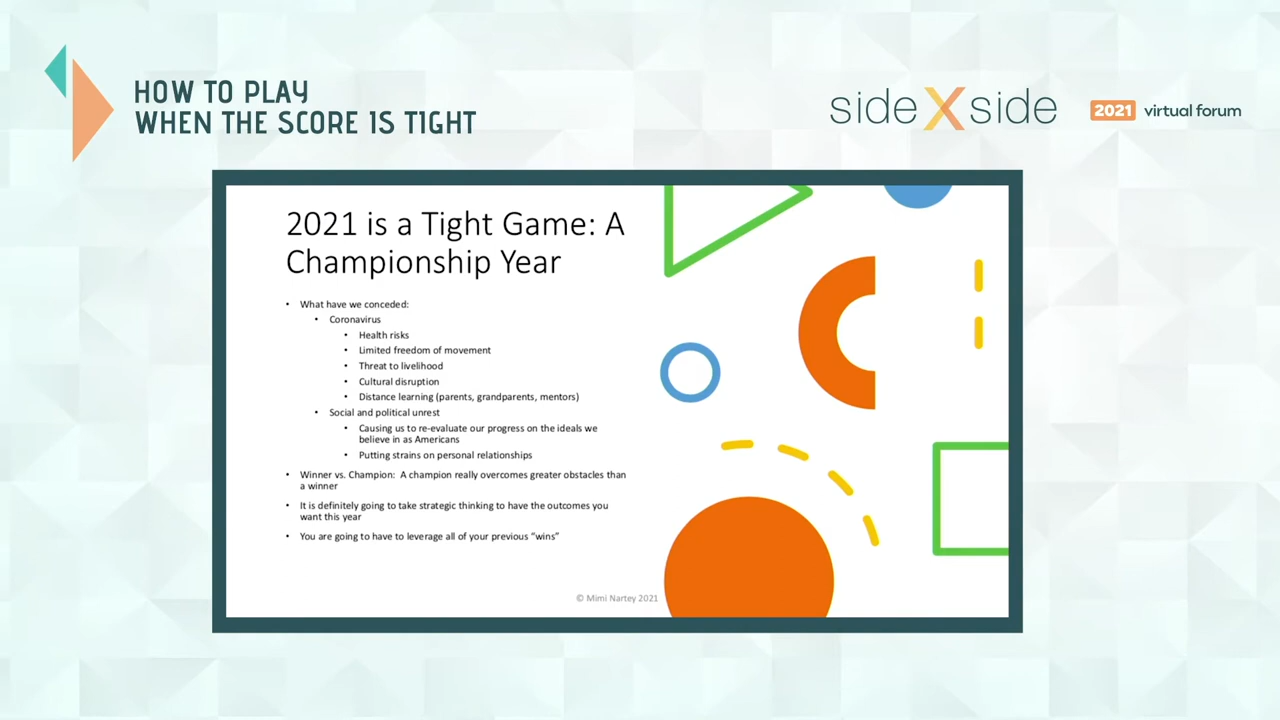 HOW TO PLAY
WHEN THE SCORE IS TIGHT
sideXside
2021 virtual forum
2021 is a Tight Game: A
Championship Year
• What have we conceded:
• Coronavirus
• Health risks
• Limited freedom of movement
• Threat to livelihood
• Cultural disruption
• Distance learning (parents, grandparents, mentors)
• Social and political unrest
• Causing us to re-evaluate our progress on the ideals we
believe in as Americans
• Putting strains on personal relationships
• Winner vs. Champion: A champion really overcomes greater obstacles than
a winner
• It is definitely going to take strategic thinking to have the outcomes you
want this year
• You are going to have to leverage all of your previous “wins”
© Mimi Nartey 2021